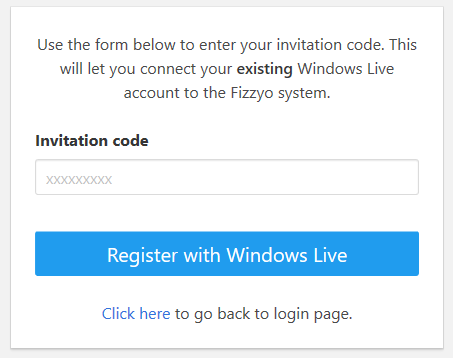 Use the form below to enter your invitation code. This
will let you connect your existing Windows Live
account to the Fizzyo system.
Invitation code
xxxxxxxxx
Register with Windows Live
Click here to go back to login page.